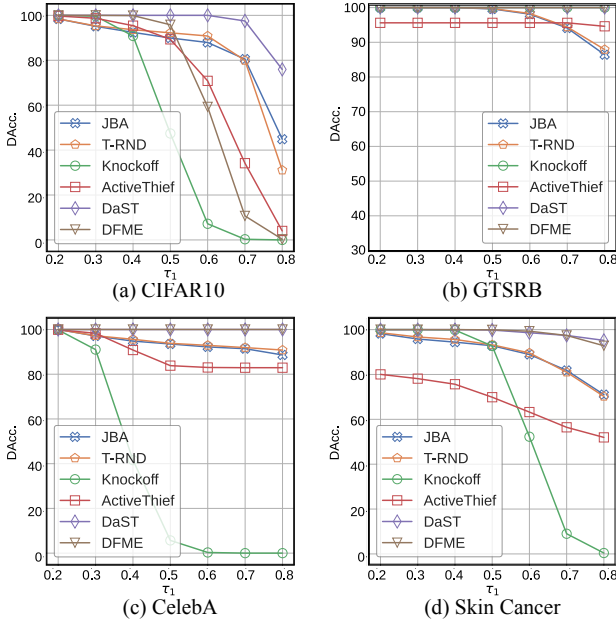 100
80
60
40
20
0
DAcc.
JBA
T-RND
Knockoff
ActiveThief
DaST
DFME
0.2 0.3 0.4 0.5 0.6 0.7 0.8
τ1
(a) CIFAR10
100
90
80
70
60
50
40
30
DAcc.
JBA
T-RND
Knockoff
ActiveThief
DaST
DFME
0.2 0.3 0.4 0.5 0.6 0.7 0.8
τ1
(b) GTSRB
100
80
60
40
20
0
DAcc.
JBA
T-RND
Knockoff
ActiveThief
DaST
DFME
0.2 0.3 0.4 0.5 0.6 0.7 0.8
τ1
(c) CelebA
100
80
60
40
20
0
DAcc.
JBA
T-RND
Knockoff
ActiveThief
DaST
DFME
0.2 0.3 0.4 0.5 0.6 0.7 0.8
τ1
(d) Skin Cancer